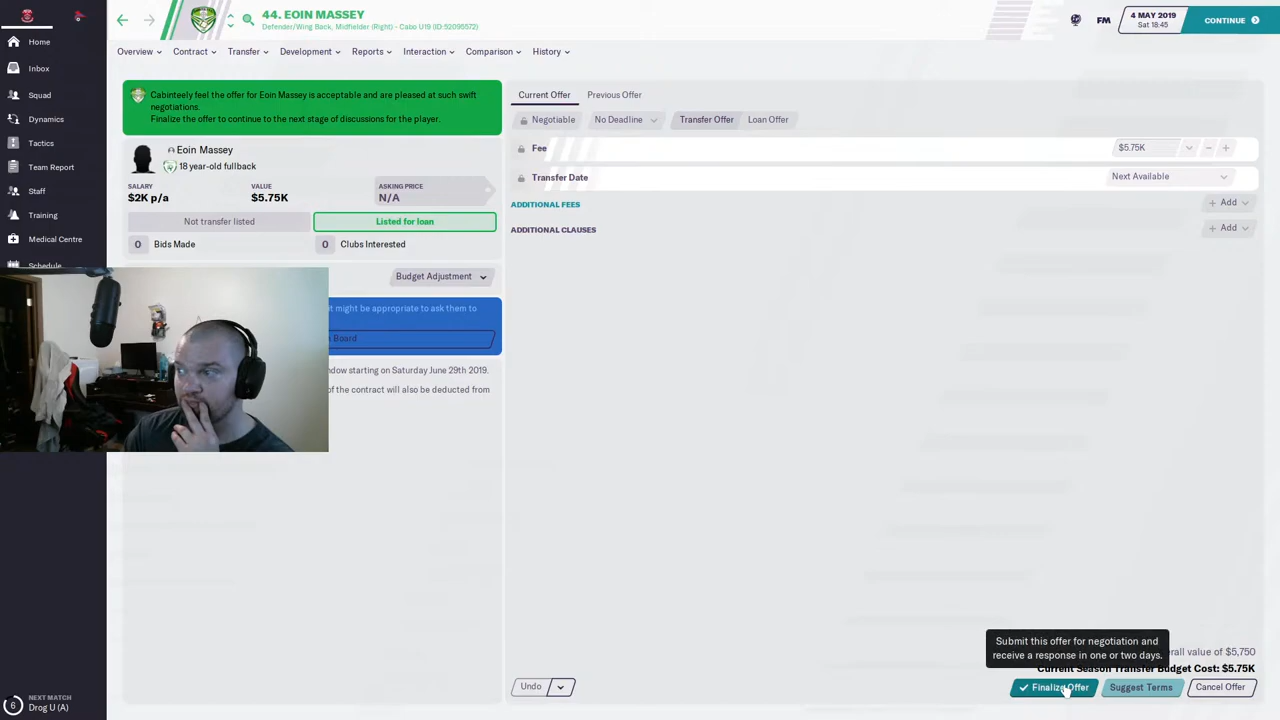 44. EOIN MASSEY
Defender/Wing Back, Midfielder (Right) - Cabo U19 (ID:52095572)
FM
4 MAY 2019
Sat 18:45
CONTINUE
Home
Inbox
Squad
Dynamics
Tactics
Team Report
Staff
Training
Medical Centre
Schedule
NEXT MATCH
6
Drog U (A)
Overview
Contract
Transfer
Development
Reports
Interaction
Comparison
History
Cabinteely feel the offer for Eoin Massey is acceptable and are pleased at such swift
negotiations.
Finalize the offer to continue to the next stage of discussions for the player.
Eoin Massey
18 year-old fullback
SALARY
$2K p/a
VALUE
$5.75K
ASKING PRICE
N/A
Not transfer listed
Listed for loan
0 Bids Made
0 Clubs Interested
Budget Adjustment
it might be appropriate to ask them to
Board
ndow starting on Saturday June 29th 2019.
of the contract will also be deducted from
Current Offer
Previous Offer
Negotiable
No Deadline
Transfer Offer
Loan Offer
Fee
$5.75K
Transfer Date
Next Available
ADDITIONAL FEES
Add
ADDITIONAL CLAUSES
Add
Submit this offer for negotiation and
receive a response in one or two days.
erall value of $5,750
Current Season Transfer Budget Cost: $5.75K
Undo
Finalize Offer
Suggest Terms
Cancel Offer